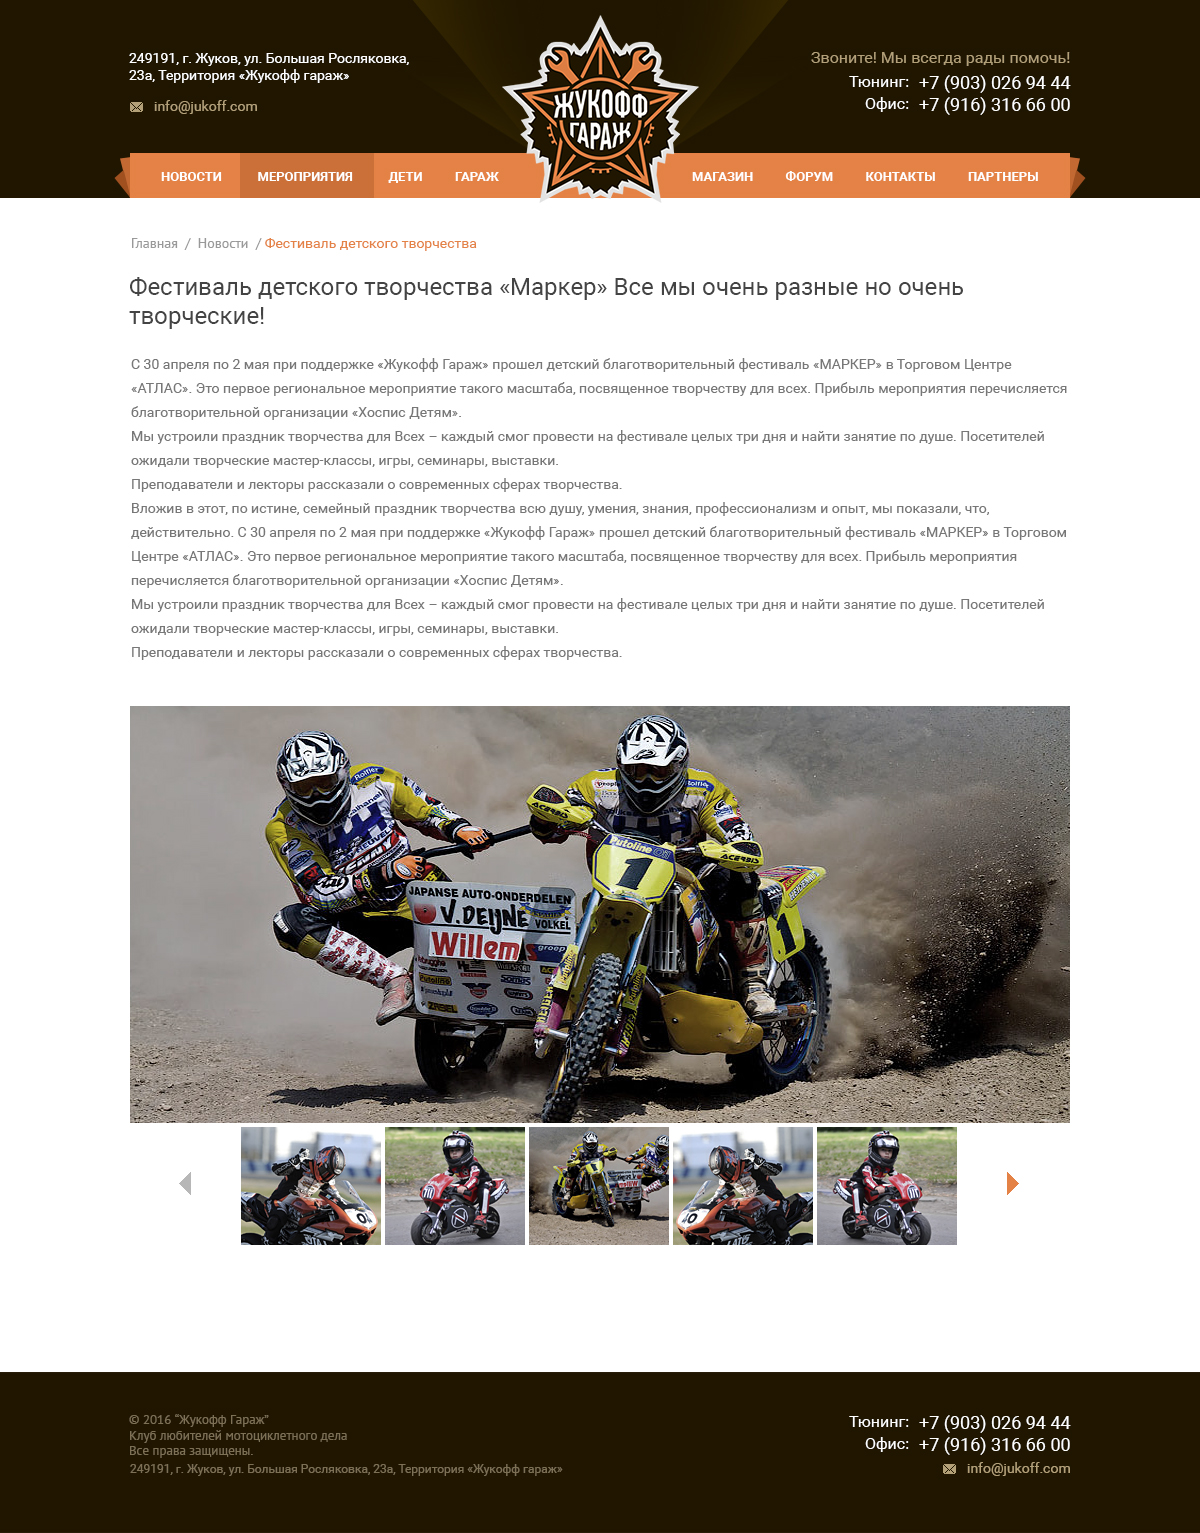 249191, г. Жуков, ул. Большая Росляковка,
23а, Территория «Жукофф гараж»
info@jukoff.com
ЖУКОФФ
ГАРАЖ
Звоните! Мы всегда рады помочь!
Тюнинг: +7 (903) 026 94 44
Офис: +7 (916) 316 66 00
НОВОСТИ МЕРОПРИЯТИЯ ДЕТИ ГАРАЖ МАГАЗИН ФОРУМ КОНТАКТЫ ПАРТНЕРЫ
Главная / Новости / Фестиваль детского творчества
Фестиваль детского творчества «Маркер» Все мы очень разные но очень
творческие!
С 30 апреля по 2 мая при поддержке «Жукофф Гараж» прошел детский благотворительный фестиваль «МАРКЕР» в Торговом Центре
«АТЛАС». Это первое региональное мероприятие такого масштаба, посвященное творчеству для всех. Прибыль мероприятия перечисляется
благотворительной организации «Хоспис Детям».
Мы устроили праздник творчества для Всех – каждый смог провести на фестивале целых три дня и найти занятие по душе. Посетителей
ожидали творческие мастер-классы, игры, семинары, выставки.
Преподаватели и лекторы рассказали о современных сферах творчества.
Вложив в этот, по истине, семейный праздник творчества всю душу, умения, знания, профессионализм и опыт, мы показали, что,
действительно. С 30 апреля по 2 мая при поддержке «Жукофф Гараж» прошел детский благотворительный фестиваль «МАРКЕР» в Торговом
Центре «АТЛАС». Это первое региональное мероприятие такого масштаба, посвященное творчеству для всех. Прибыль мероприятия
перечисляется благотворительной организации «Хоспис Детям».
Мы устроили праздник творчества для Всех – каждый смог провести на фестивале целых три дня и найти занятие по душе. Посетителей
ожидали творческие мастер-классы, игры, семинары, выставки.
Преподаватели и лекторы рассказали о современных сферах творчества.
Rolfier
ACERBIS
Putoline Oil
1
ACERBIS
ARAI
JAPANSE AUTO-ONDERDELEN
V. DEIJNE
VOLKEL
Willem
groep
Putoline
1
© 2016 “Жукофф Гараж”
Клуб любителей мотоциклетного дела
Все права защищены.
249191, г. Жуков, ул. Большая Росляковка, 23а, Территория «Жукофф гараж»
Тюнинг: +7 (903) 026 94 44
Офис: +7 (916) 316 66 00
info@jukoff.com